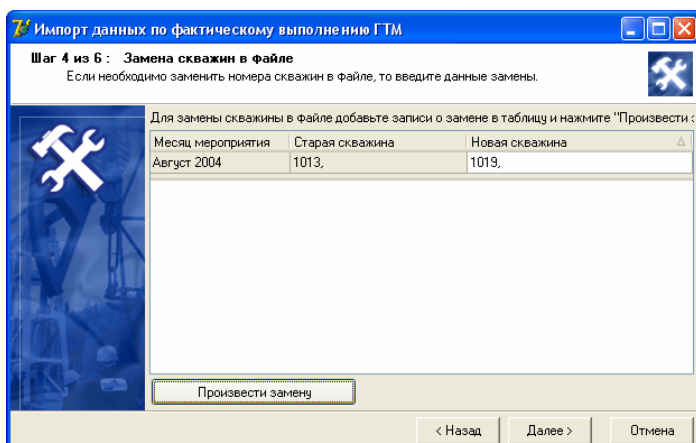 Импорт данных по фактическому выполнению ГТМ
Шаг 4 из 6 : Замена скважин в файле
Если необходимо заменить номера скважин в файле, то введите данные замены.
Для замены скважины в файле добавьте записи о замене в таблицу и нажмите "Произвести з
Месяц мероприятия Старая скважина Новая скважина
Август 2004 1013, 1019,
Произвести замену
< Назад Далее > Отмена